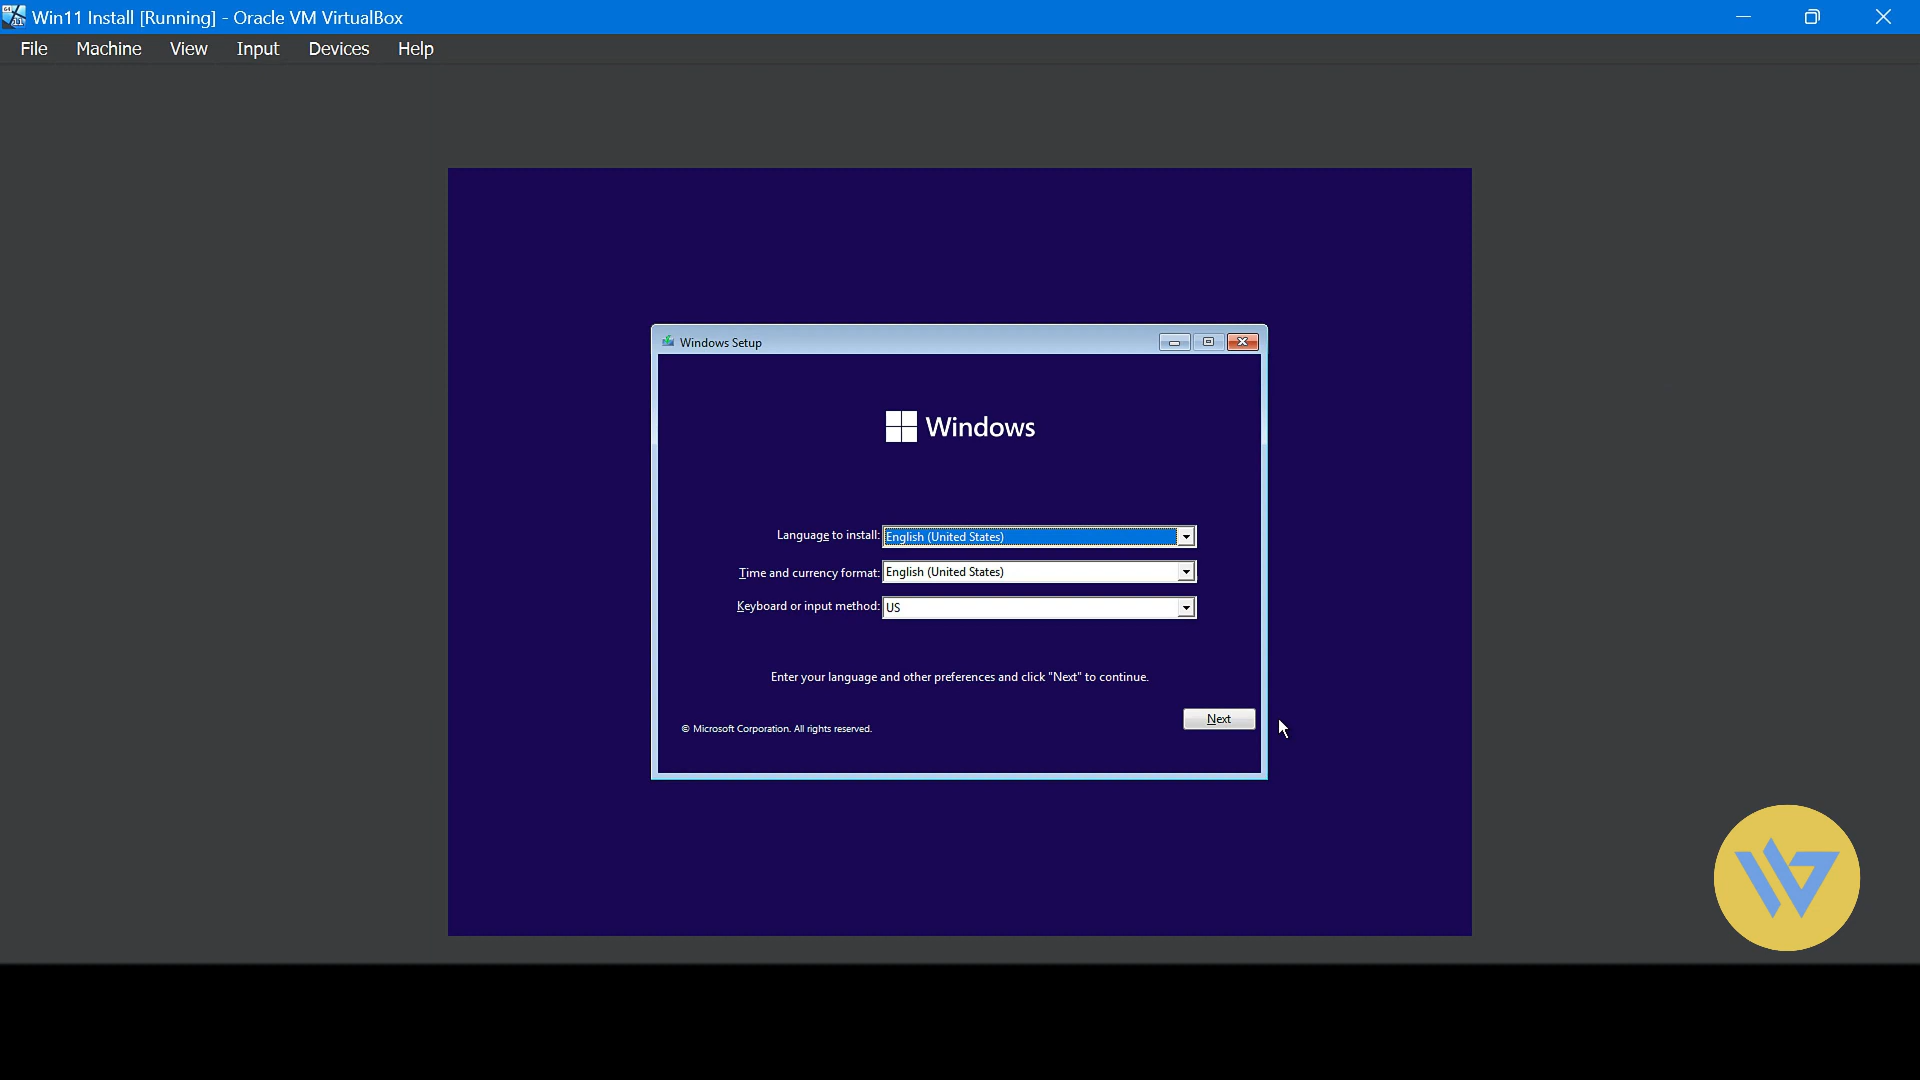 Win11 Install [Running] - Oracle VM VirtualBox
File Machine View Input Devices Help
Windows Setup
Windows
Language to install: English (United States)
Time and currency format: English (United States)
Keyboard or input method: US
Enter your language and other preferences and click "Next" to continue.
Next
© Microsoft Corporation. All rights reserved.